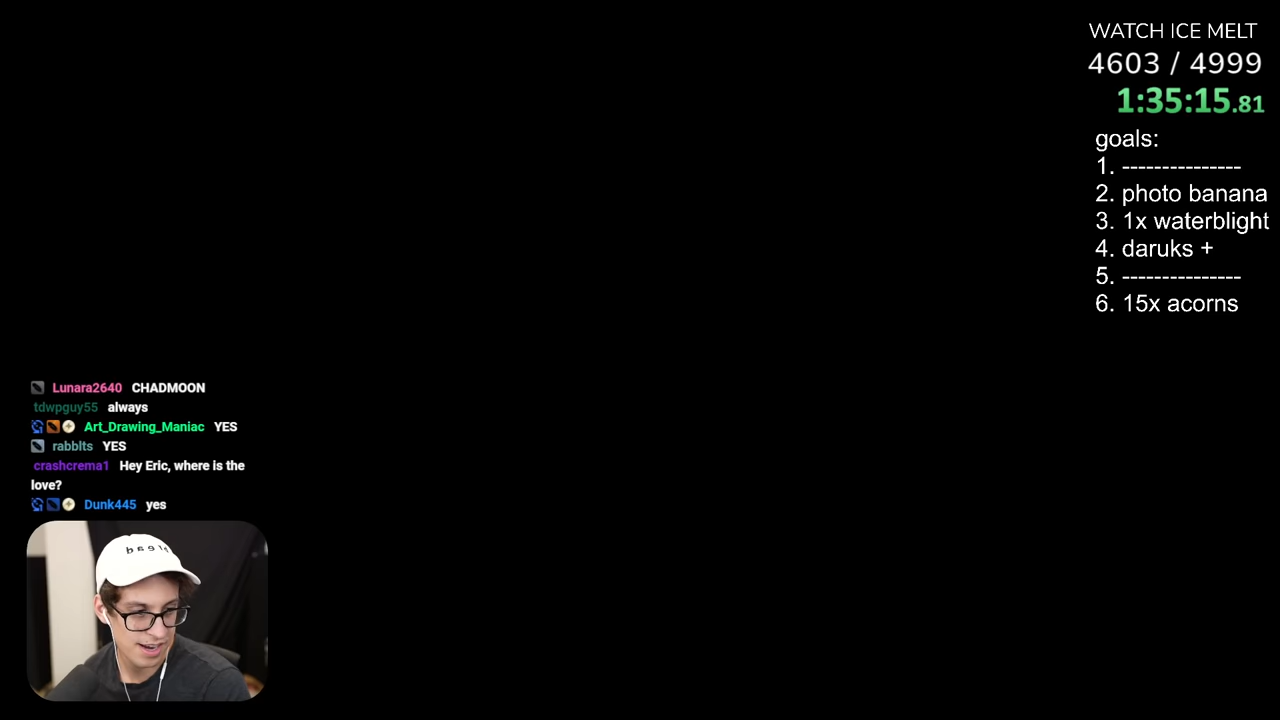 WATCH ICE MELT
4603 / 4999
1:35:15.81
goals:
1. ---------------
2. photo banana
3. 1x waterblight
4. daruks +
5. ---------------
6. 15x acorns
Lunara2640 CHADMOON
tdwpguy55 always
Art_Drawing_Maniac YES
rabblts YES
crashcrema1 Hey Eric, where is the
love?
Dunk445 yes